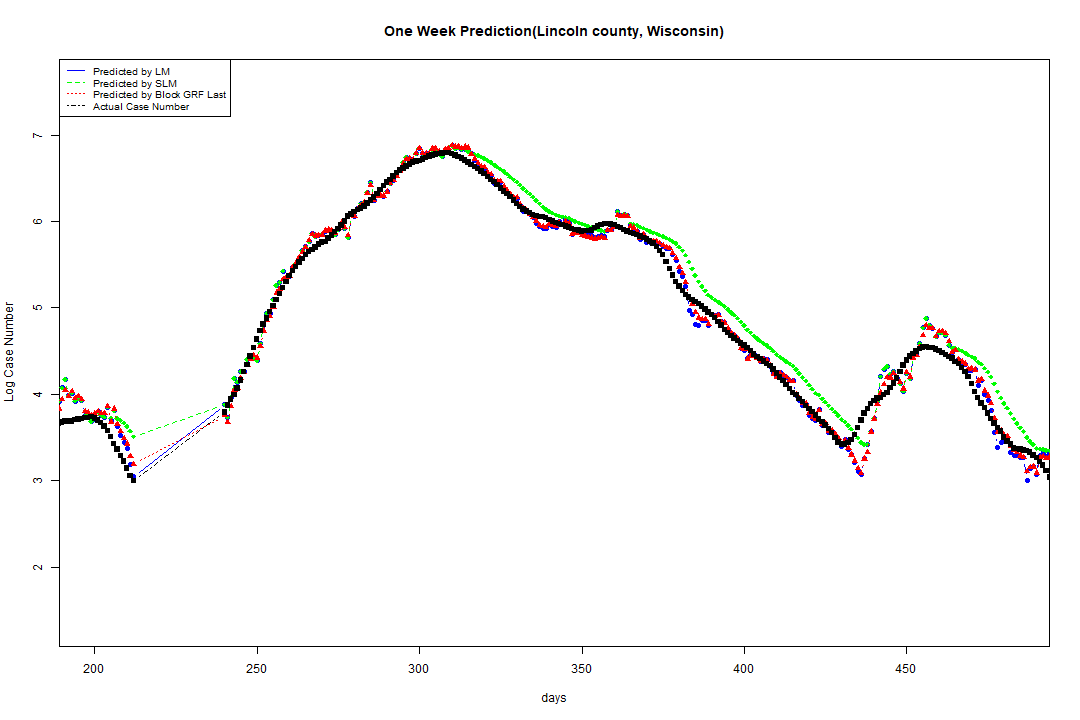 One Week Prediction(Lincoln county, Wisconsin)
Predicted by LM
Predicted by SLM
Predicted by Block GRF Last
Actual Case Number
Log Case Number
7
6
5
4
3
2
200 250 300 350 400 450
days